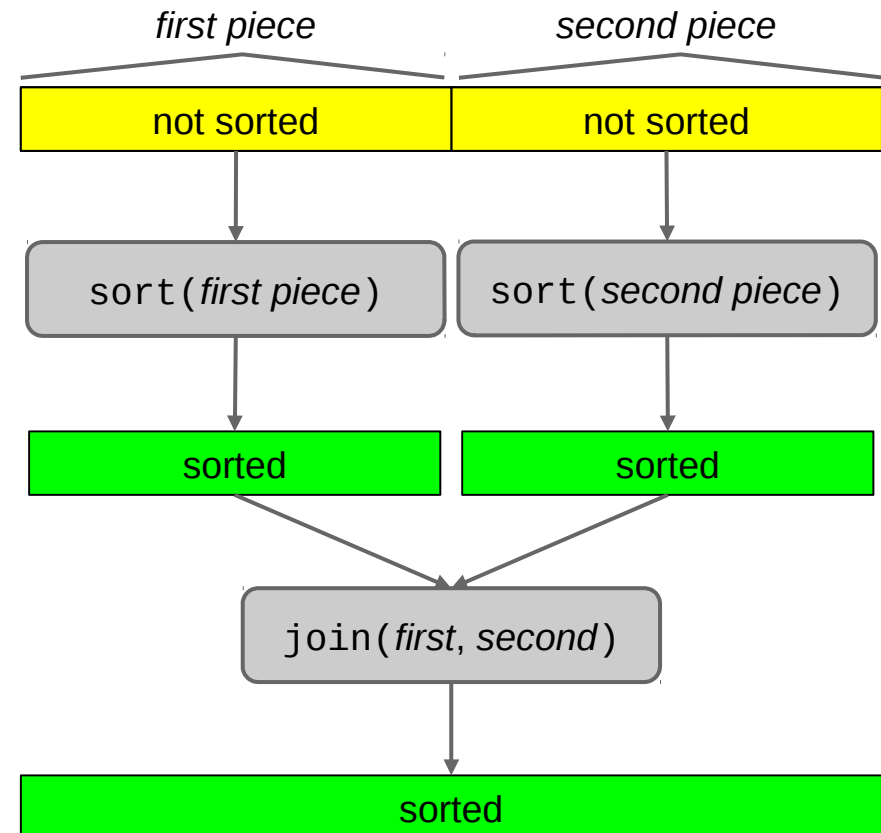 first piece second piece
not sorted not sorted
sort(first piece) sort(second piece)
sorted sorted
join(first, second)
sorted